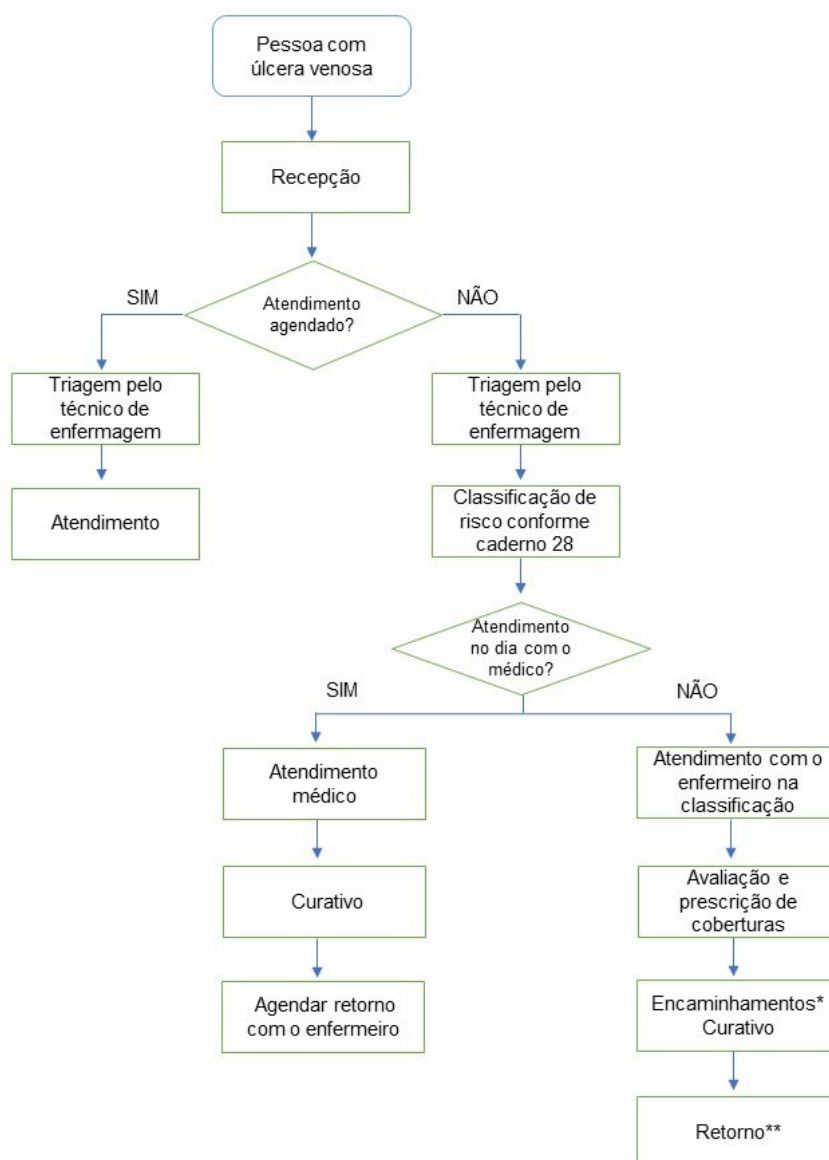 Pessoa com
úlcera venosa
Recepção
Atendimento
agendado?
SIM
NÃO
Triagem pelo
técnico de
enfermagem
Atendimento
Triagem pelo
técnico de
enfermagem
Classificação de
risco conforme
caderno 28
Atendimento
no dia com o
médico?
SIM
NÃO
Atendimento
médico
Curativo
Agendar retorno
com o enfermeiro
Atendimento com o
enfermeiro na
classificação
Avaliação e
prescrição de
coberturas
Encaminhamentos*
Curativo
Retorno**